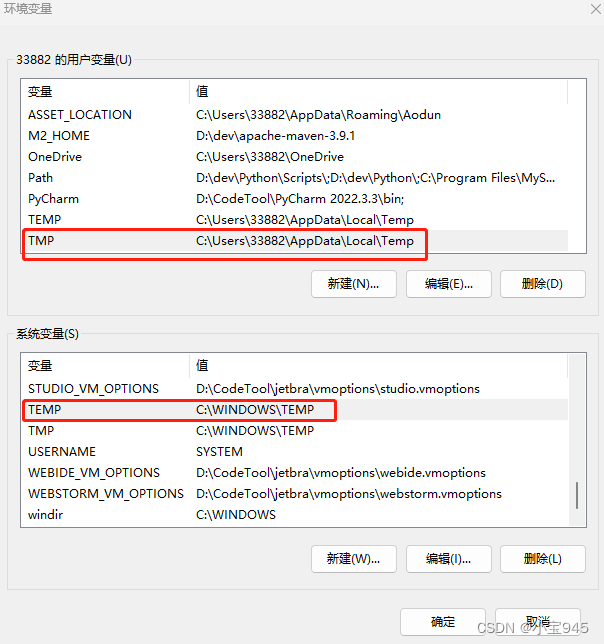 环境变量
33882 的用户变量(U)
变量 值
ASSET_LOCATION C:\Users\33882\AppData\Roaming\Aodun
M2_HOME D:\dev\apache-maven-3.9.1
OneDrive C:\Users\33882\OneDrive
Path D:\dev\Python\Scripts\;D:\dev\Python\;C:\Program Files\MyS...
PyCharm D:\CodeTool\PyCharm 2022.3.3\bin;
TEMP C:\Users\33882\AppData\Local\Temp
TMP C:\Users\33882\AppData\Local\Temp
新建(N)... 编辑(E)... 删除(D)
系统变量(S)
变量 值
STUDIO_VM_OPTIONS D:\CodeTool\jetbra\vmoptions\studio.vmoptions
TEMP C:\WINDOWS\TEMP
TMP C:\WINDOWS\TEMP
USERNAME SYSTEM
WEBIDE_VM_OPTIONS D:\CodeTool\jetbra\vmoptions\webide.vmoptions
WEBSTORM_VM_OPTIONS D:\CodeTool\jetbra\vmoptions\webstorm.vmoptions
windir C:\WINDOWS
新建(W)... 编辑(I)... 删除(L)
确定 取消
CSDN @小宝945